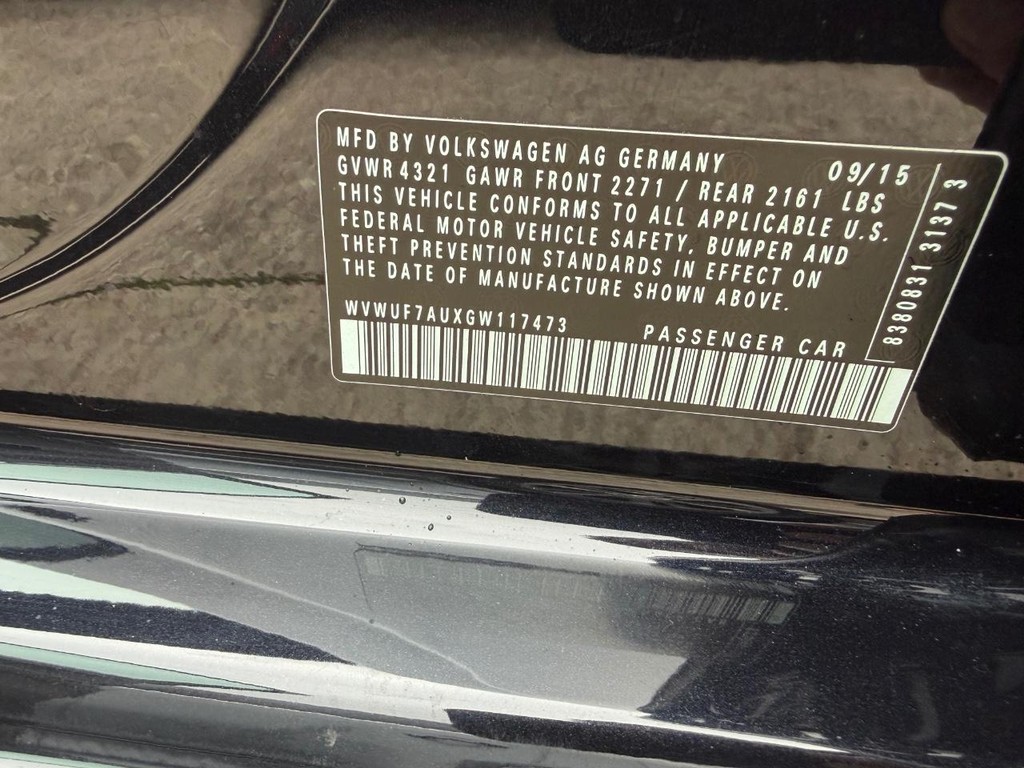 MFD BY VOLKSWAGEN AG GERMANY 09/15
GVWR 4321 GAWR FRONT 2271 / REAR 2161 LBS
THIS VEHICLE CONFORMS TO ALL APPLICABLE U.S.
FEDERAL MOTOR VEHICLE SAFETY, BUMPER AND
THEFT PREVENTION STANDARDS IN EFFECT ON
THE DATE OF MANUFACTURE SHOWN ABOVE.
WVWUF7AUXGW117473 PASSENGER CAR
8380831 3137 3